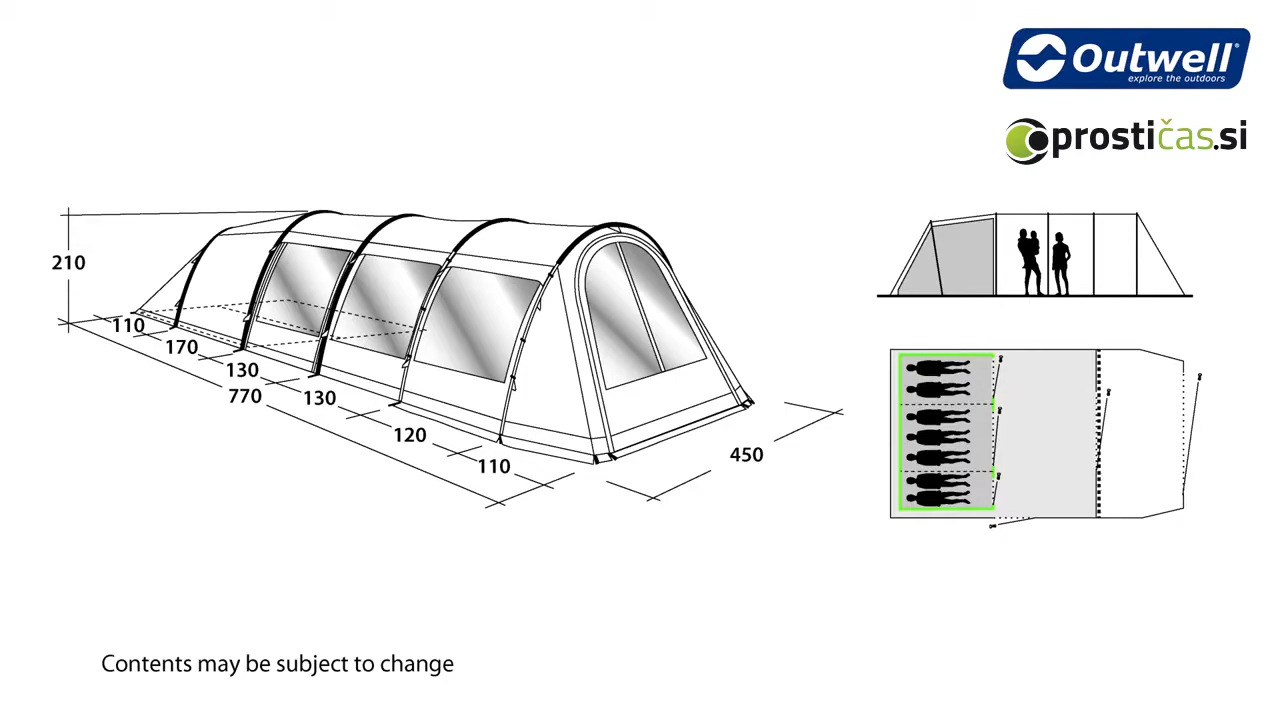 Outwell®
explore the outdoors
prostičas.si
210
110
170
130
770
130
120
110
450
Contents may be subject to change